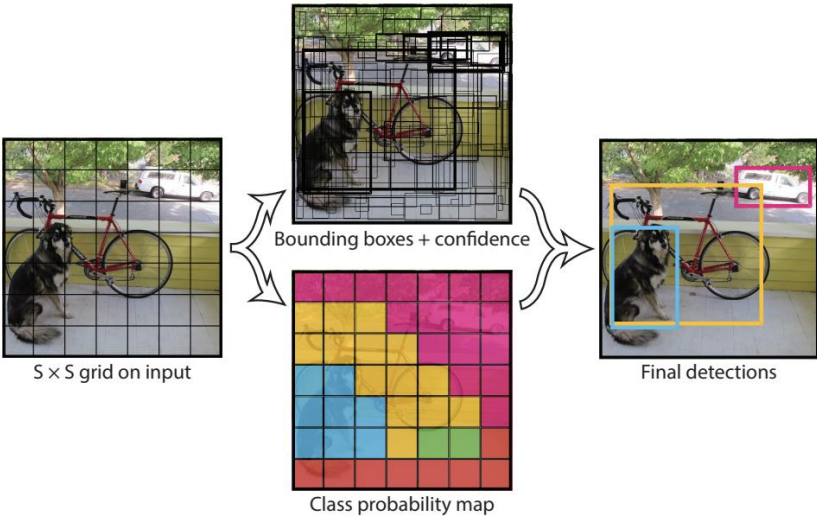 Bounding boxes + confidence
S × S grid on input
Final detections
Class probability map